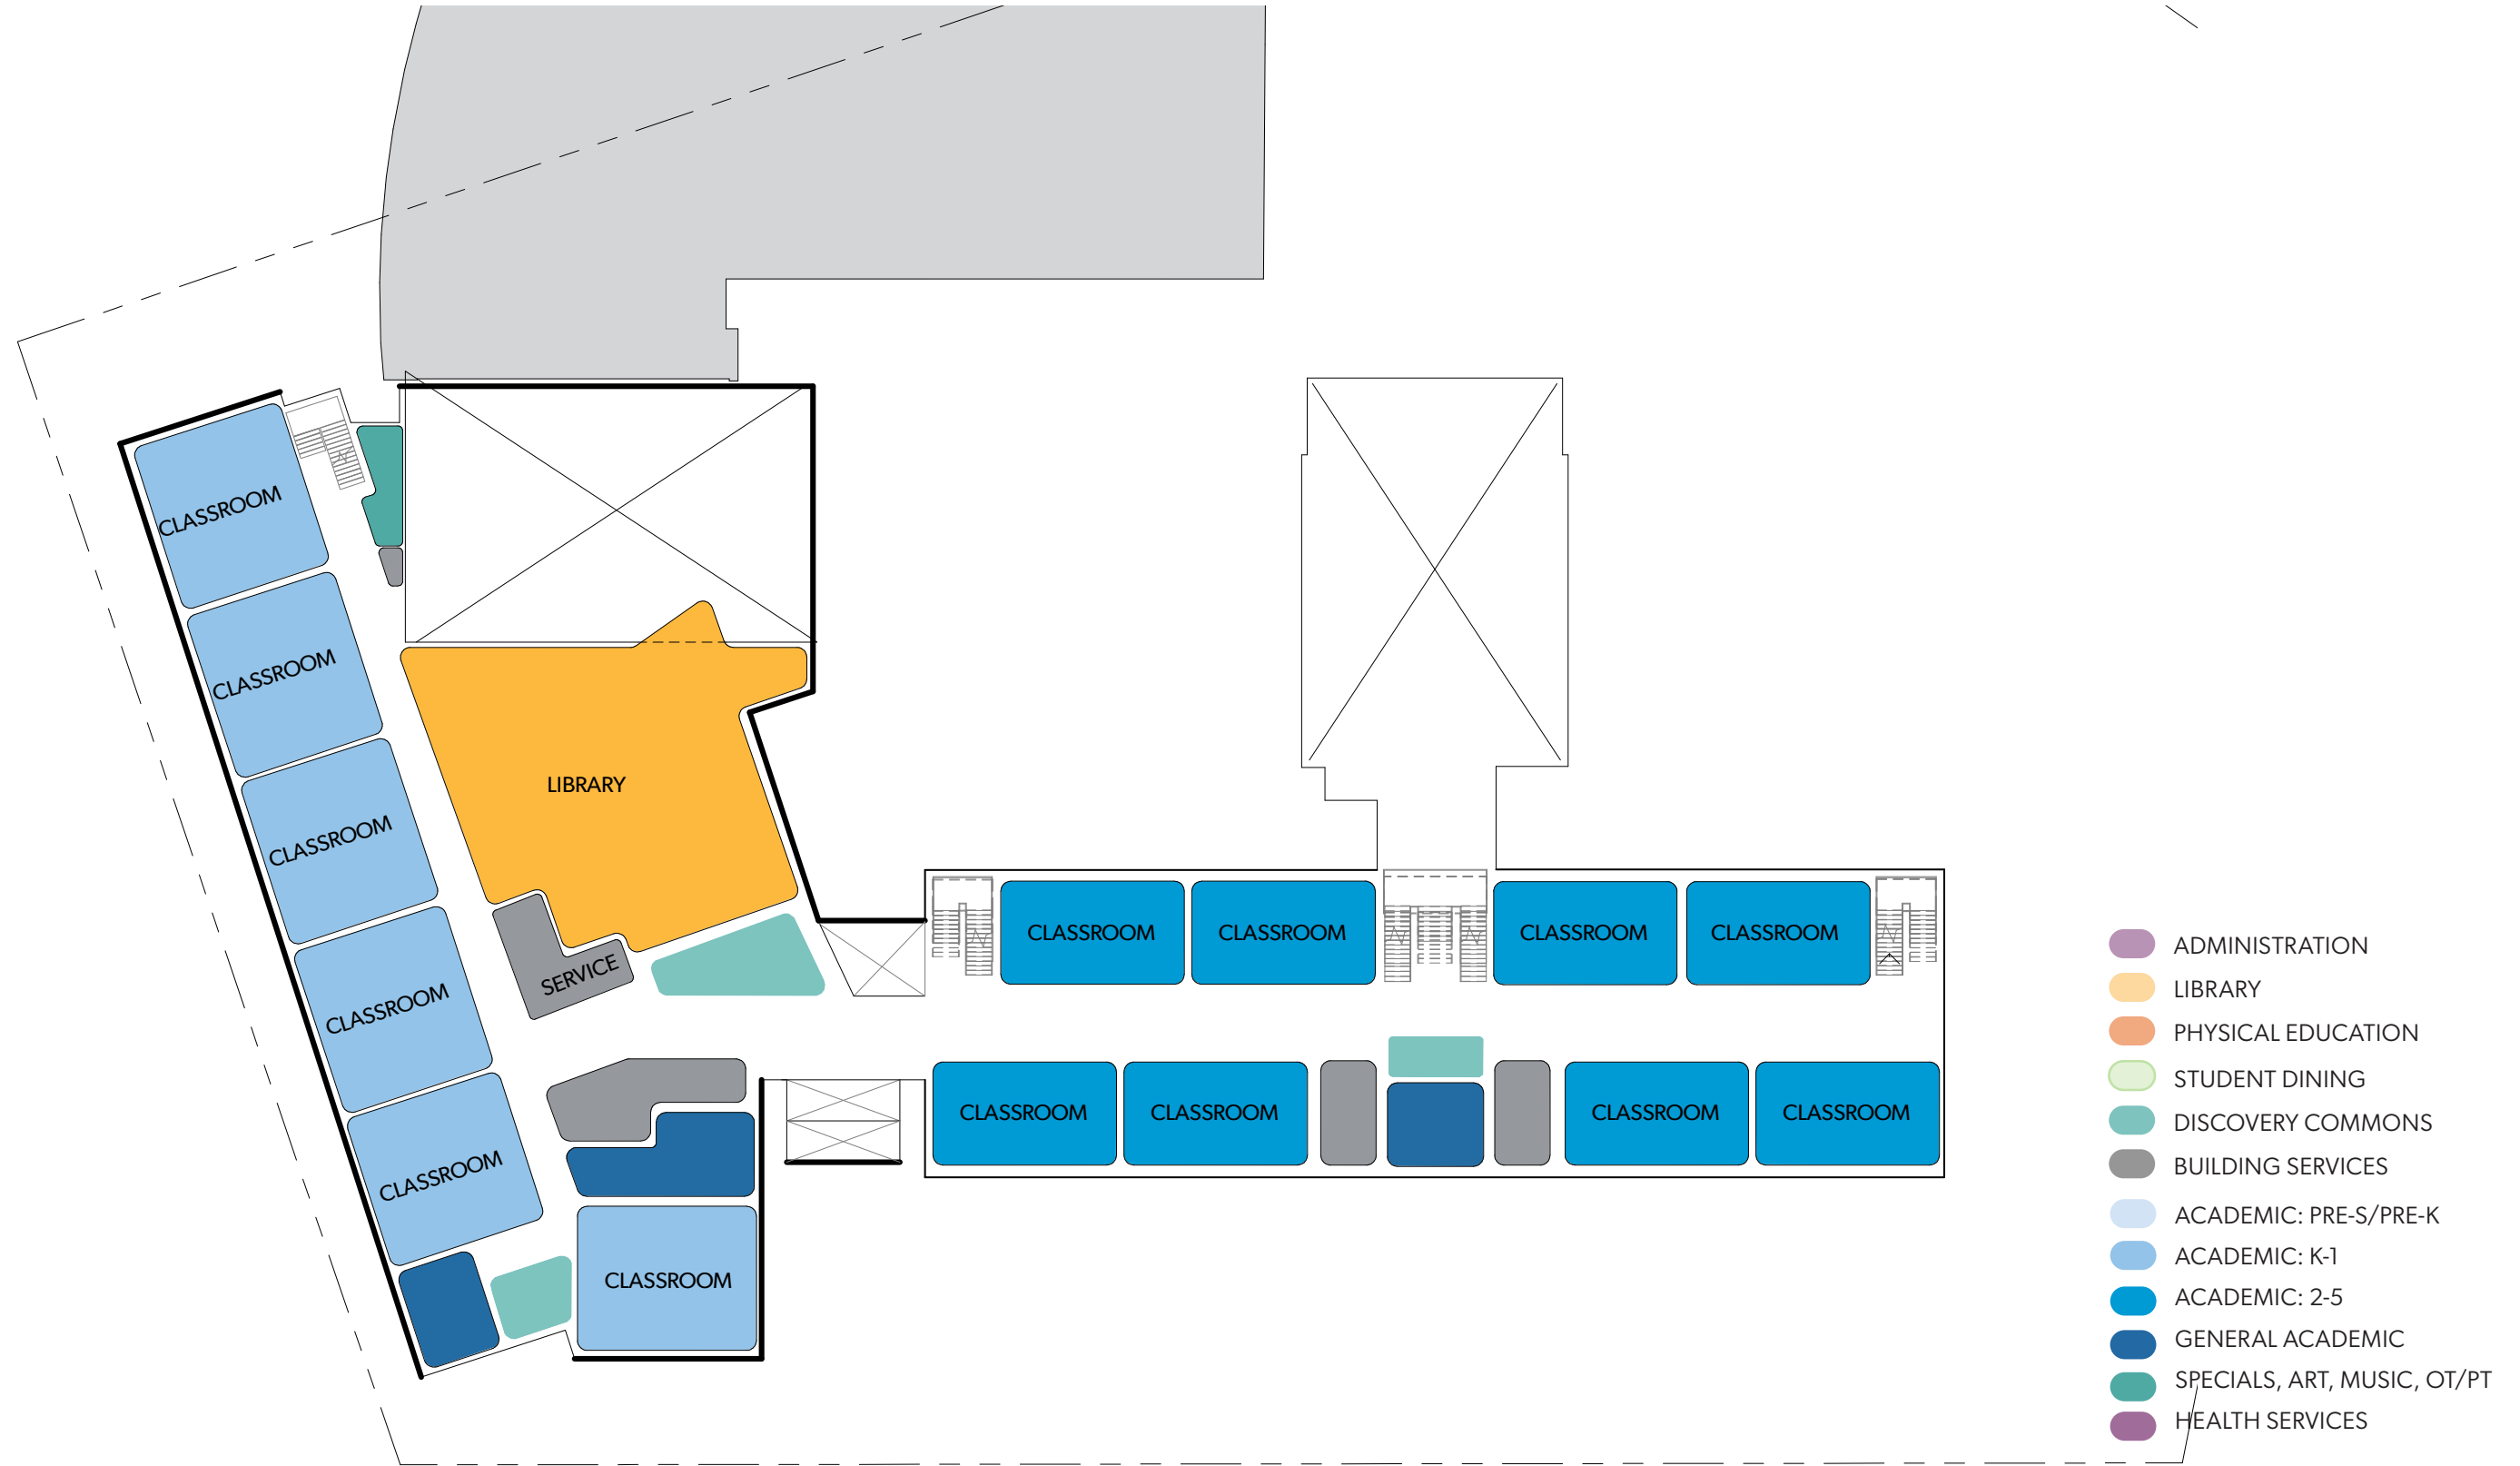 CLASSROOM
CLASSROOM
LIBRARY
CLASSROOM
CLASSROOM
SERVICE
CLASSROOM
CLASSROOM
CLASSROOM
CLASSROOM
CLASSROOM
CLASSROOM
CLASSROOM
CLASSROOM
CLASSROOM
CLASSROOM
CLASSROOM
ADMINISTRATION
LIBRARY
PHYSICAL EDUCATION
STUDENT DINING
DISCOVERY COMMONS
BUILDING SERVICES
ACADEMIC: PRE-S/PRE-K
ACADEMIC: K-1
ACADEMIC: 2-5
GENERAL ACADEMIC
SPECIALS, ART, MUSIC, OT/PT
HEALTH SERVICES